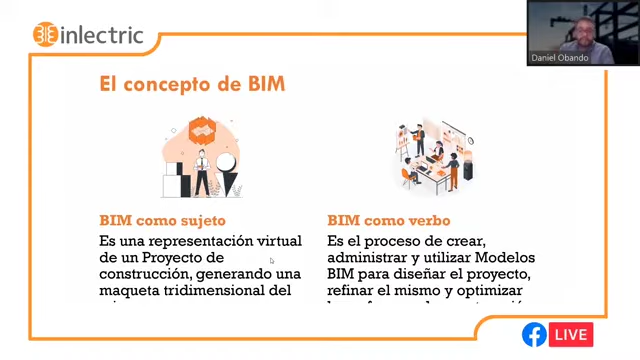 inlectric
Daniel Obando
El concepto de BIM
BIM como sujeto
Es una representación virtual
de un Proyecto de
construcción, generando una
maqueta tridimensional del
BIM como verbo
Es el proceso de crear,
administrar y utilizar Modelos
BIM para diseñar el proyecto,
refinar el mismo y optimizar
LIVE